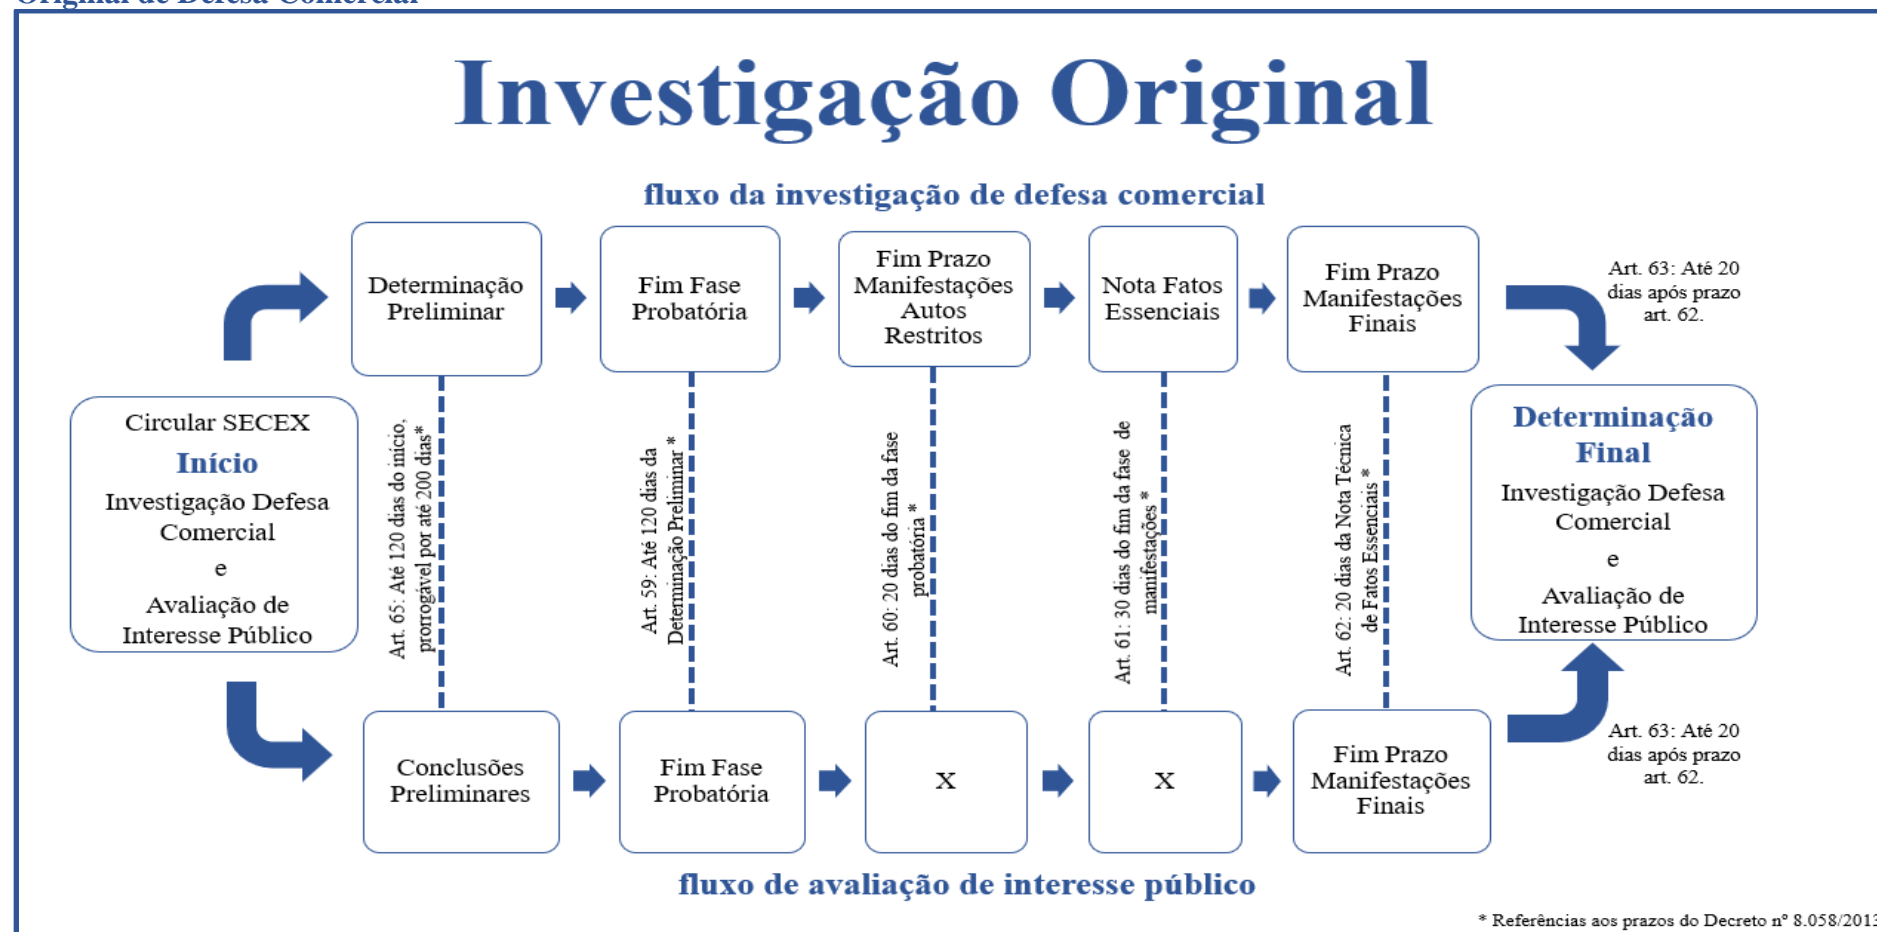 Original de Defesa Comercial
Investigação Original
fluxo da investigação de defesa comercial
Circular SECEX
Início
Investigação Defesa
Comercial
e
Avaliação de
Interesse Público
Determinação
Preliminar
Fim Fase
Probatória
Fim Prazo
Manifestações
Autos
Restritos
Nota Fatos
Essenciais
Fim Prazo
Manifestações
Finais
Art. 63: Até 20
dias após prazo
art. 62.
Art. 65: Até 120 dias do início,
prorrogável por até 200 dias*
Art. 59: Até 120 dias da
Determinação Preliminar *
Art. 60: 20 dias do fim da fase
probatória *
Art. 61: 30 dias do fim da fase de
manifestações *
Art. 62: 20 dias da Nota Técnica
de Fatos Essenciais *
Determinação
Final
Investigação Defesa
Comercial
e
Avaliação de
Interesse Público
Conclusões
Preliminares
Fim Fase
Probatória
X
X
Fim Prazo
Manifestações
Finais
Art. 63: Até 20
dias após prazo
art. 62.
fluxo de avaliação de interesse público
* Referências aos prazos do Decreto nº 8.058/2013